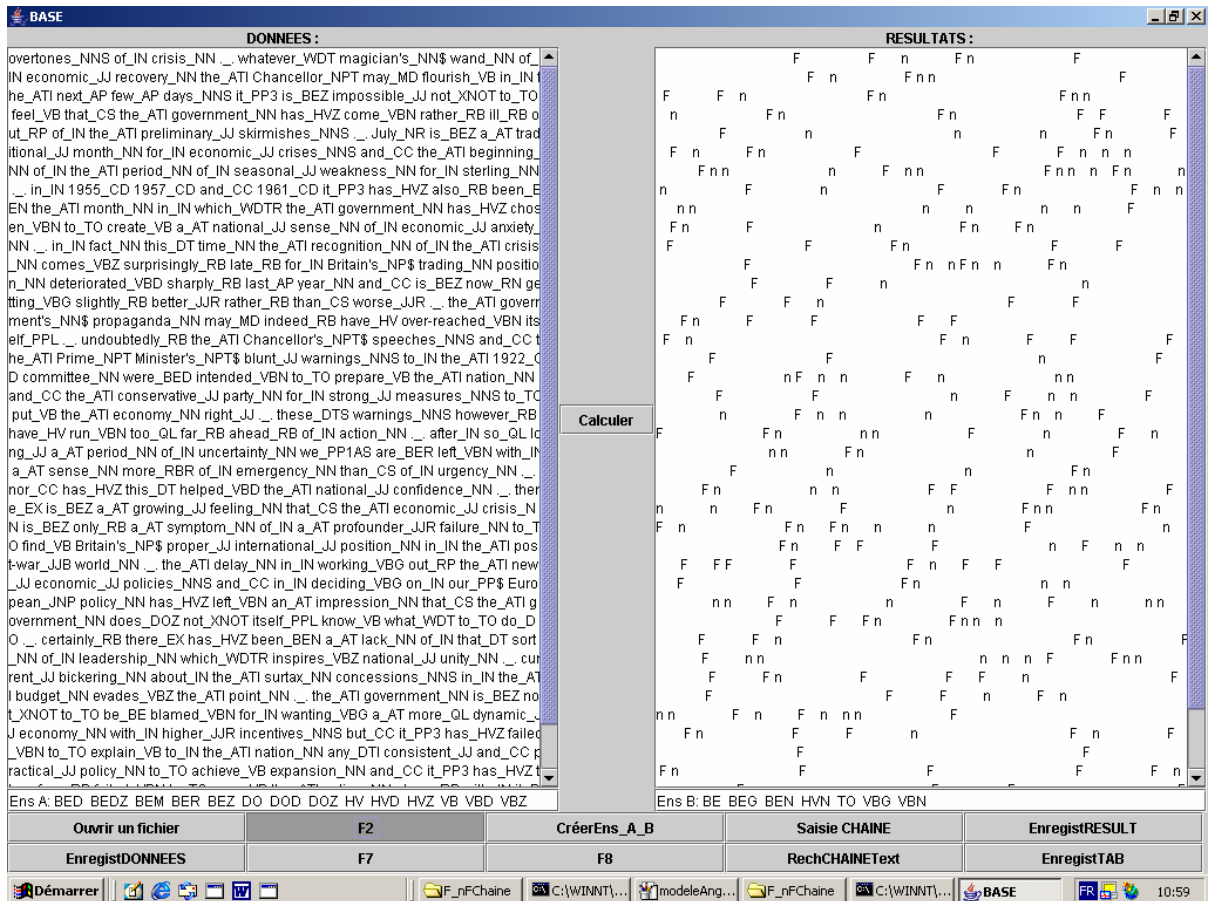 BASE
DONNEES :
RESULTATS :
overtones_NNS of_IN crisis_NN ._. whatever_WDT magician's_NN$ wand_NN of_
IN economic_JJ recovery_NN the_ATI Chancellor_NPT may_MD flourish_VB in_IN t
he_ATI next_AP few_AP days_NNS it_PP3 is_BEZ impossible_JJ not_XNOT to_TO
feel_VB that_CS the_ATI government_NN has_HVZ come_VBN rather_RB ill_RB o
ut_RP of_IN the_ATI preliminary_JJ skirmishes_NNS ._. July_NR is_BEZ a_AT trad
itional_JJ month_NN for_IN economic_JJ crises_NNS and_CC the_ATI beginning_
NN of_IN the_ATI period_NN of_IN seasonal_JJ weakness_NN for_IN sterling_NN
._. in_IN 1955_CD 1957_CD and_CC 1961_CD it_PP3 has_HVZ also_RB been_B
EN the_ATI month_NN in_IN which_WDTR the_ATI government_NN has_HVZ chos
en_VBN to_TO create_VB a_AT national_JJ sense_NN of_IN economic_JJ anxiety_
NN ._. in_IN fact_NN this_DT time_NN the_ATI recognition_NN of_IN the_ATI crisis
_NN comes_VBZ surprisingly_RB late_RB for_IN Britain's_NP$ trading_NN positio
n_NN deteriorated_VBD sharply_RB last_AP year_NN and_CC is_BEZ now_RN ge
tting_VBG slightly_RB better_JJR rather_RB than_CS worse_JJR ._. the_ATI govern
ment's_NN$ propaganda_NN may_MD indeed_RB have_HV over-reached_VBN its
elf_PPL ._. undoubtedly_RB the_ATI Chancellor's_NPT$ speeches_NNS and_CC t
he_ATI Prime_NPT Minister's_NPT$ blunt_JJ warnings_NNS to_IN the_ATI 1922_C
D committee_NN were_BED intended_VBN to_TO prepare_VB the_ATI nation_NN
and_CC the_ATI conservative_JJ party_NN for_IN strong_JJ measures_NNS to_TO
put_VB the_ATI economy_NN right_JJ ._. these_DTS warnings_NNS however_RB
have_HV run_VBN too_QL far_RB ahead_RB of_IN action_NN ._. after_IN so_QL lo
ng_JJ a_AT period_NN of_IN uncertainty_NN we_PP1AS are_BER left_VBN with_IN
a_AT sense_NN more_RBR of_IN emergency_NN than_CS of_IN urgency_NN ._.
nor_CC has_HVZ this_DT helped_VBD the_ATI national_JJ confidence_NN ._. ther
e_EX is_BEZ a_AT growing_JJ feeling_NN that_CS the_ATI economic_JJ crisis_N
N is_BEZ only_RB a_AT symptom_NN of_IN a_AT profounder_JJR failure_NN to_T
O find_VB Britain's_NP$ proper_JJ international_JJ position_NN in_IN the_ATI pos
t-war_JJB world_NN ._. the_ATI delay_NN in_IN working_VBG out_RP the_ATI new
_JJ economic_JJ policies_NNS and_CC in_IN deciding_VBG on_IN our_PP$ Euro
pean_JNP policy_NN has_HVZ left_VBN an_AT impression_NN that_CS the_ATI g
overnment_NN does_DOZ not_XNOT itself_PPL know_VB what_WDT to_TO do_D
O ._. certainly_RB there_EX has_HVZ been_BEN a_AT lack_NN of_IN that_DT sort
_NN of_IN leadership_NN which_WDTR inspires_VBZ national_JJ unity_NN ._. cur
rent_JJ bickering_NN about_IN the_ATI surtax_NN concessions_NNS in_IN the_AT
I budget_NN evades_VBZ the_ATI point_NN ._. the_ATI government_NN is_BEZ no
t_XNOT to_TO be_BE blamed_VBN for_IN wanting_VBG a_AT more_QL dynamic_J
J economy_NN with_IN higher_JJR incentives_NNS but_CC it_PP3 has_HVZ failed
_VBN to_TO explain_VB to_IN the_ATI nation_NN any_DTI consistent_JJ and_CC p
ractical_JJ policy_NN to_TO achieve_VB expansion_NN and_CC it_PP3 has_HVZ t
F F n F n F
F n F n n F
F F n F n F n n
n F n F n F F F
F n n n F n F
F n F n F F F n n n
F n n n F n n F n n n F n n
n F n F F n F n n
n n n n n n F
F n F n F n F n
F F F n F F
F F n n F n n F n
F F n n
F F n F F
F n F F F F
F n F n F F F
F F n F
F n F n n F n n n
F F n n F
n F n n n F n n F
F n n n F n F n
n n F n n F
F n n F n
F n n n F F F n n F
n n F n F n F n n F n
F n F n F n n F n
F n F F F n F n n
F F F F F n n F n F
F F F n n n
n n F n n F n F n n n
F F F n F n n n
F F n F n F
F n n n n n F F n n
F F n F F F n F
F F F n F
n n F n F n n n F
F n F F n F n F
F F
F n F F F F n
Calculer
Ens A: BED BEDZ BEM BER BEZ DO DOD DOZ HV HVD HVZ VB VBD VBZ
Ens B: BE BEG BEN HVN TO VBG VBN
Ouvrir un fichier F2 CréerEns_A_B Saisie CHAINE EnregistRESULT
EnregistDONNEES F7 F8 RechCHAINEText EnregistTAB
Démarrer F_nFChaine C:\WINNT\... modeleAng... F_nFChaine C:\WINNT\... BASE FR 10:59